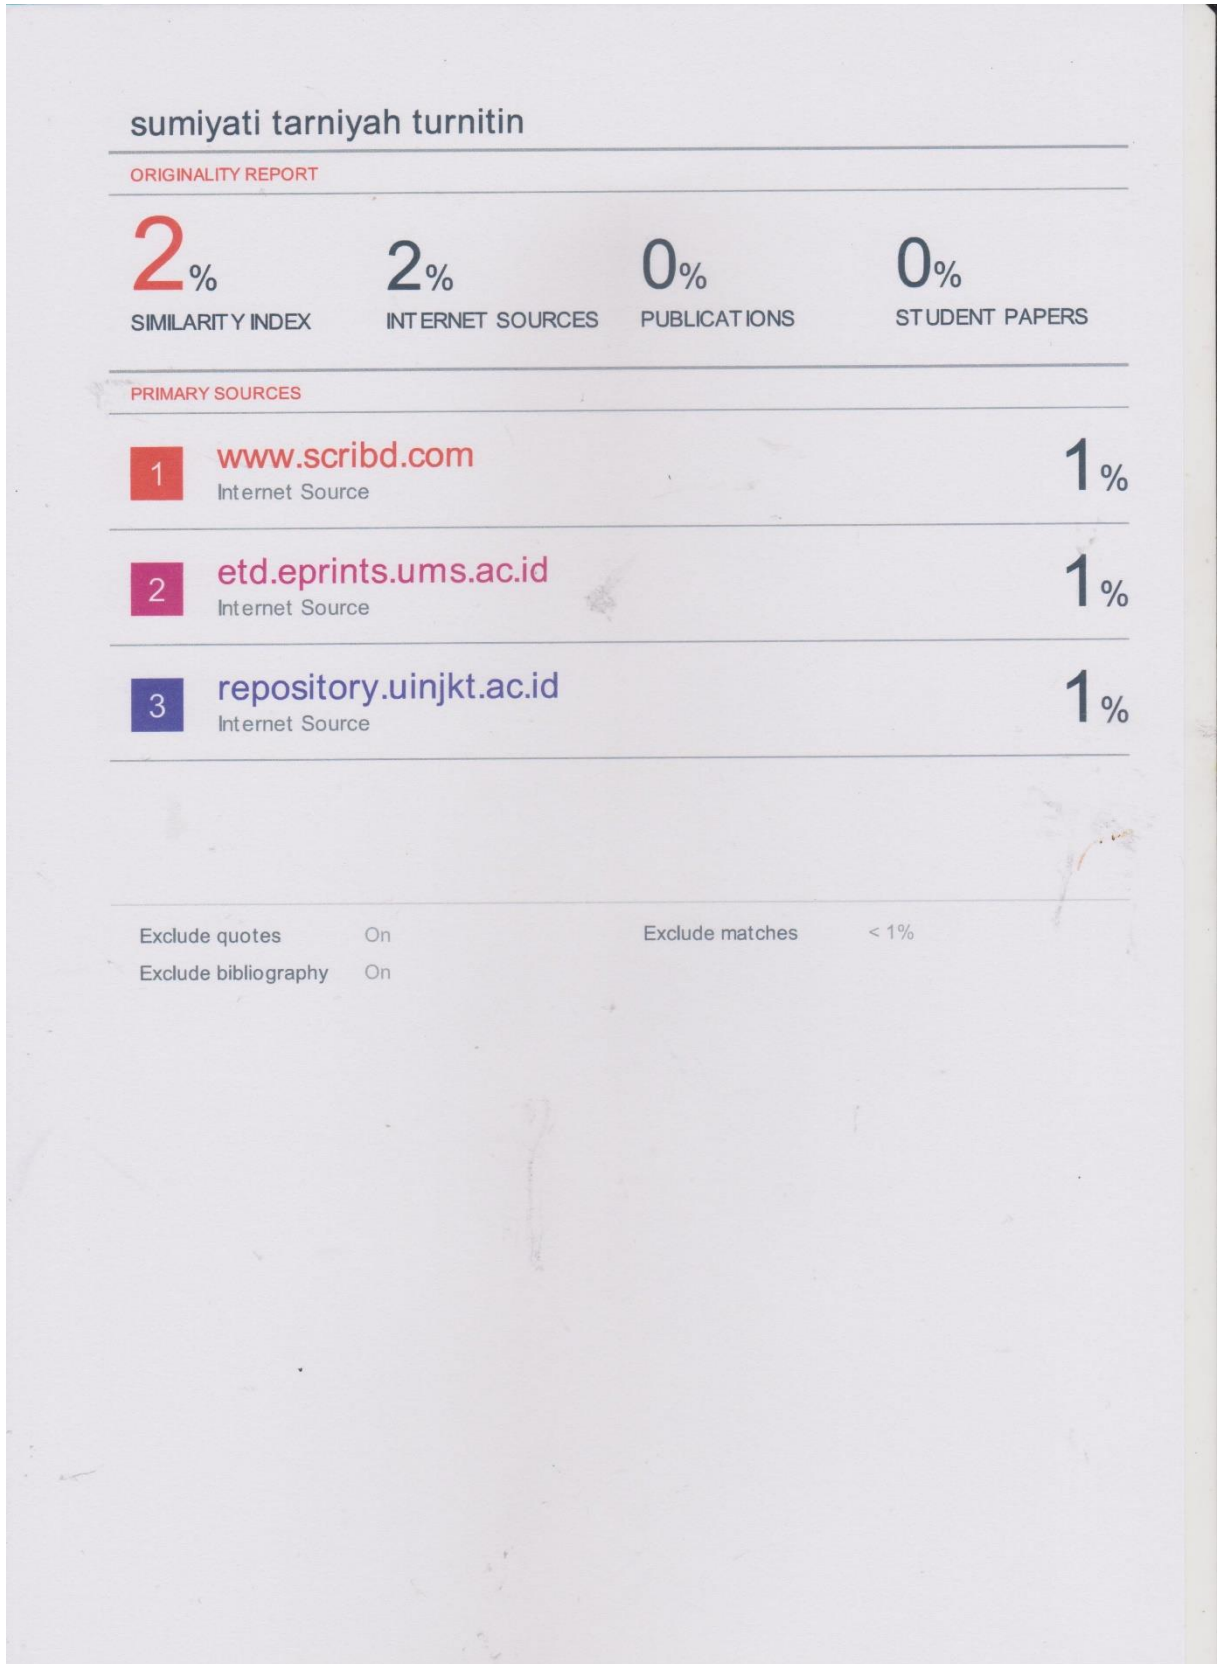 sumiyati tarniyah turnitin
ORIGINALITY REPORT
2% 2% 0% 0%
SIMILARITY INDEX INTERNET SOURCES PUBLICATIONS STUDENT PAPERS
PRIMARY SOURCES
1 www.scribd.com 1%
Internet Source
2 etd.eprints.ums.ac.id 1%
Internet Source
3 repository.uinjkt.ac.id 1%
Internet Source
Exclude quotes On Exclude matches < 1%
Exclude bibliography On